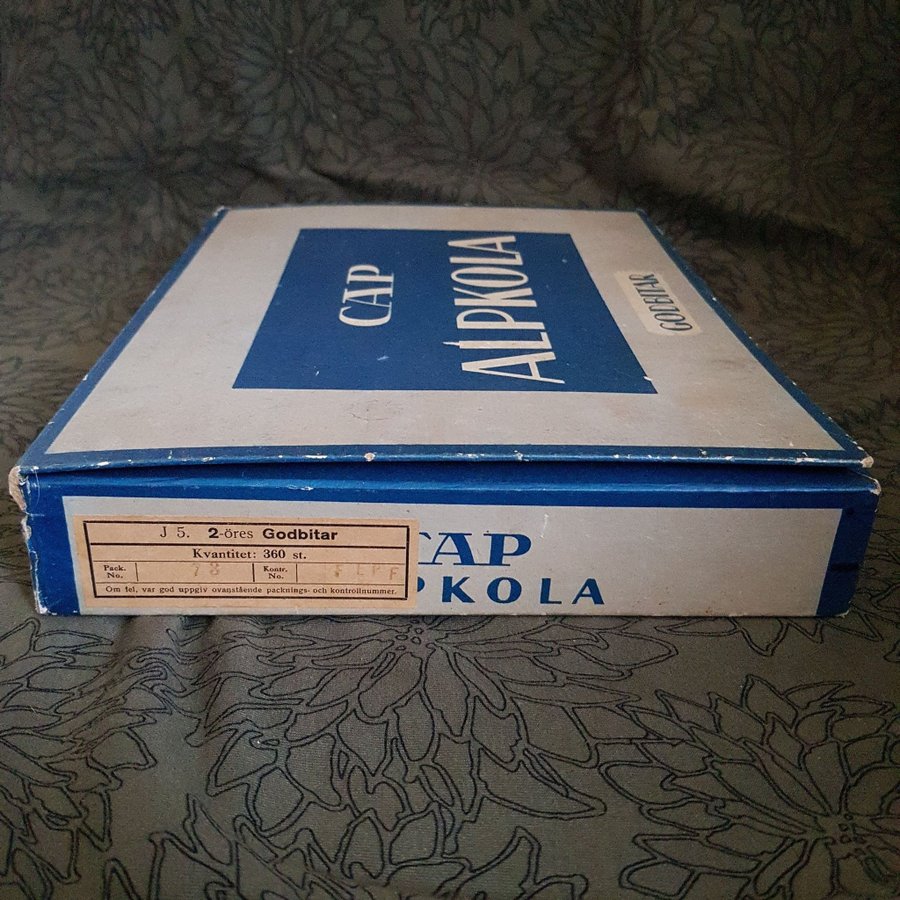 CAP
ALPKOLA
GODBITAR
J 5. 2-öres Godbitar
Kvantitet: 360 st.
Pack. No. 78 Kontr. No.
Om fel, var god uppgiv ovanstående packnings- och kontrollnummer.
CAP
PKOLA